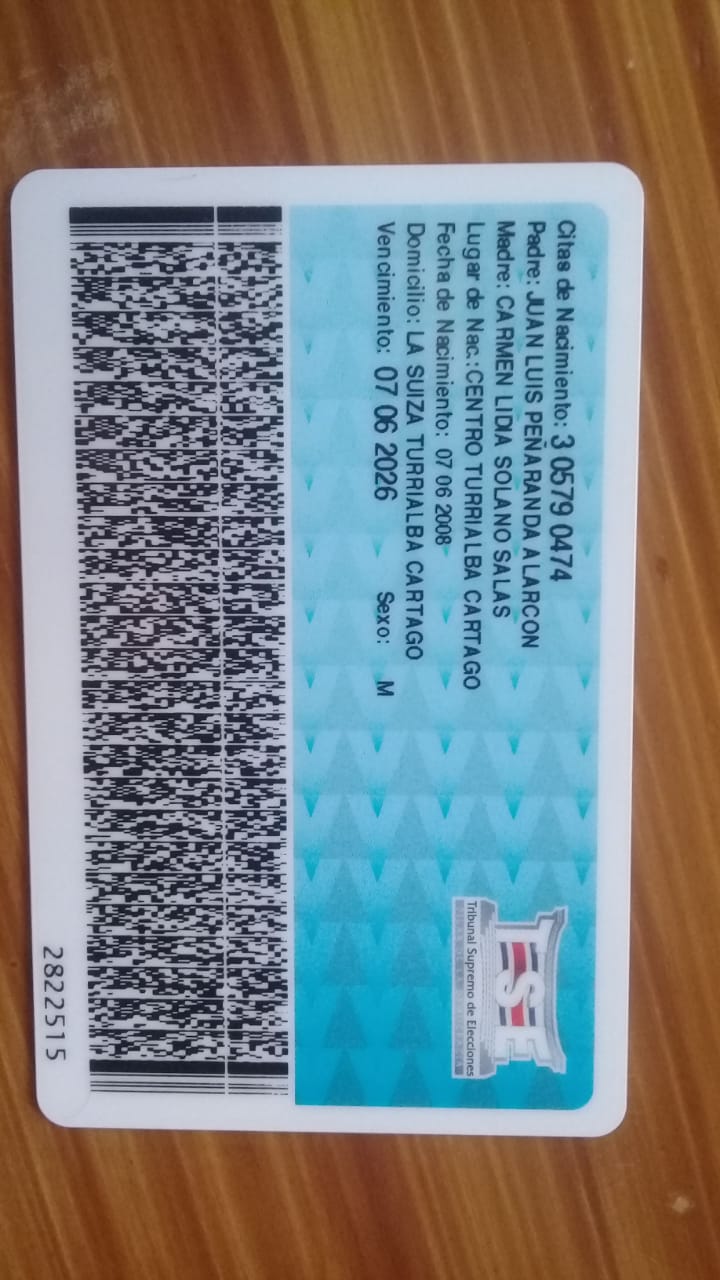 Citas de Nacimiento: 3 0579 0474
Padre: JUAN LUIS PEÑARANDA ALARCON
Madre: CARMEN LIDIA SOLANO SALAS
Lugar de Nac.: CENTRO TURRIALBA CARTAGO
Fecha de Nacimiento: 07 06 2008
Domicilio: LA SUIZA TURRIALBA CARTAGO
Vencimiento: 07 06 2026 Sexo: M
TSE
Tribunal Supremo de Elecciones
2822515